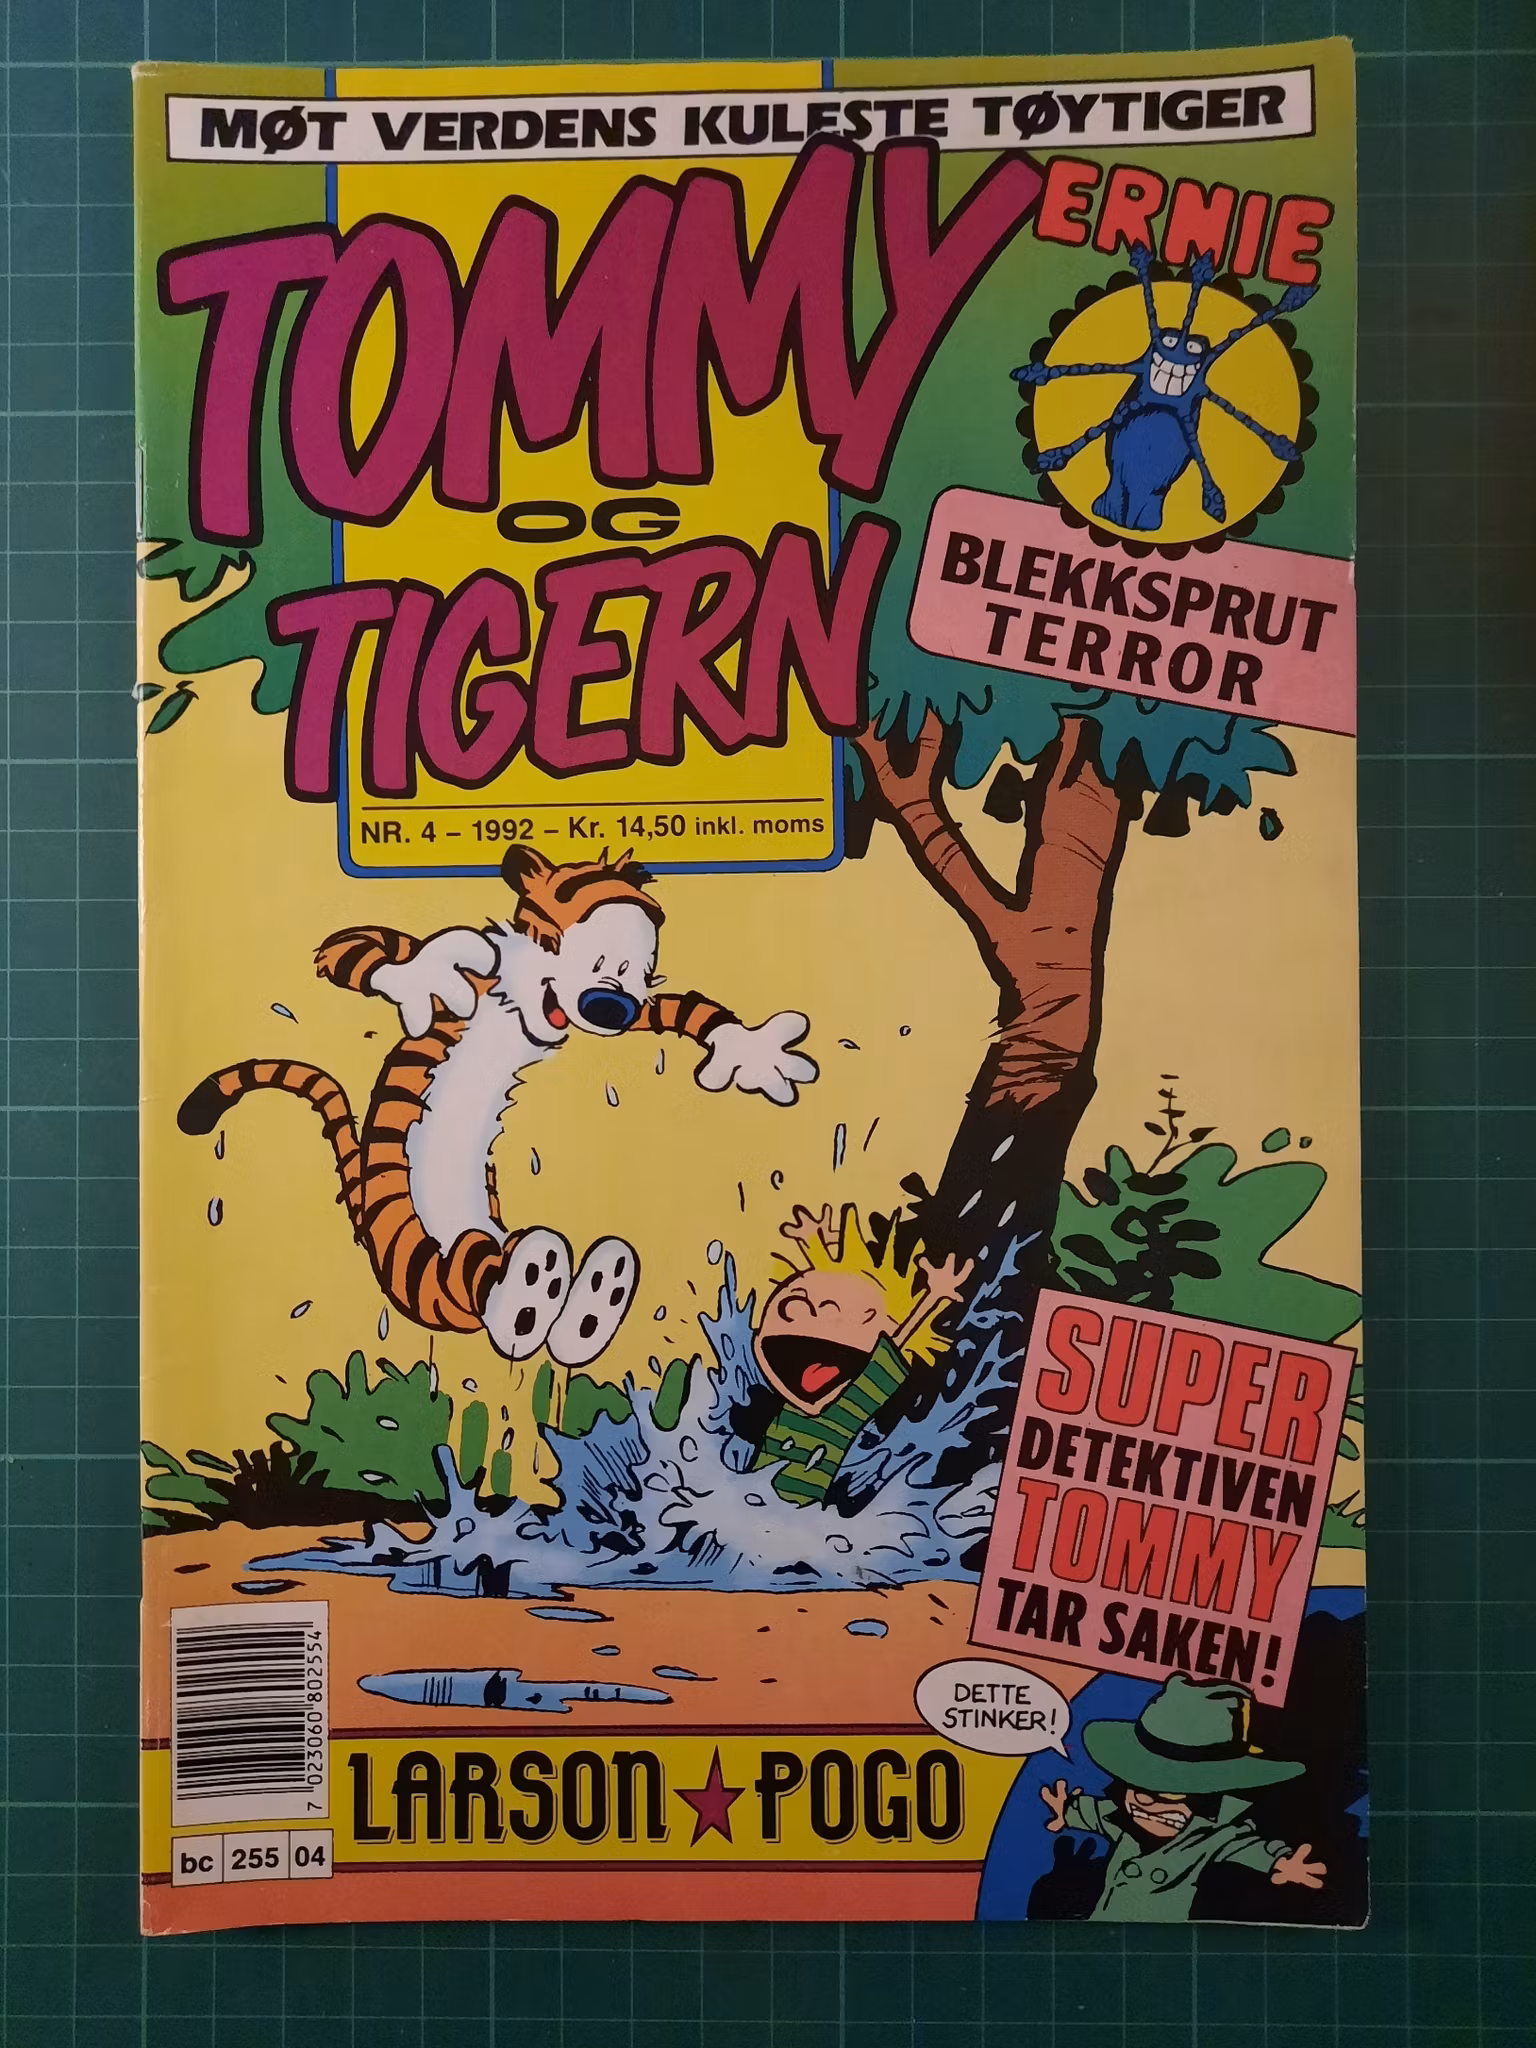 MØT VERDENS KULESTE TØYTIGER
TOMMY
OG
TIGERN
NR. 4 – 1992 – Kr. 14,50 inkl. moms
ERNIE
BLEKKSPRUT
TERROR
SUPER
DETEKTIVEN
TOMMY
TAR SAKEN!
DETTE
STINKER!
LARSON★POGO
7 023060 802554
bc 255 04